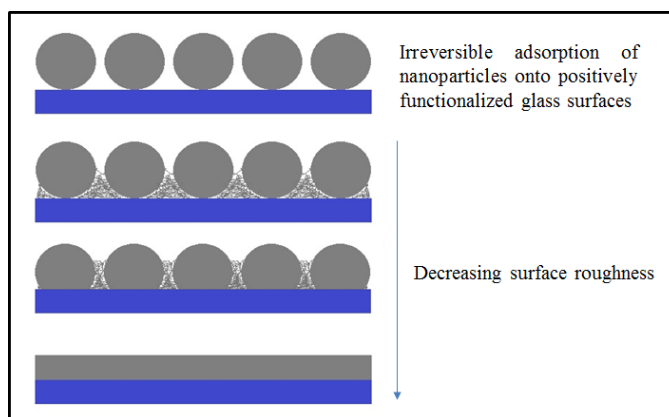 Irreversible adsorption of
nanoparticles onto positively
functionalized glass surfaces
Decreasing surface roughness